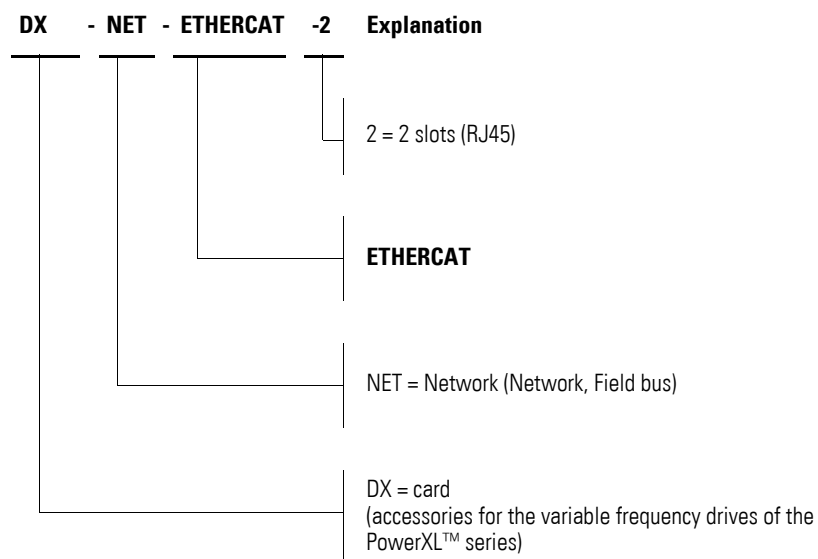 DX - NET - ETHERCAT -2 Explanation
2 = 2 slots (RJ45)
ETHERCAT
NET = Network (Network, Field bus)
DX = card
(accessories for the variable frequency drives of the
PowerXL™ series)